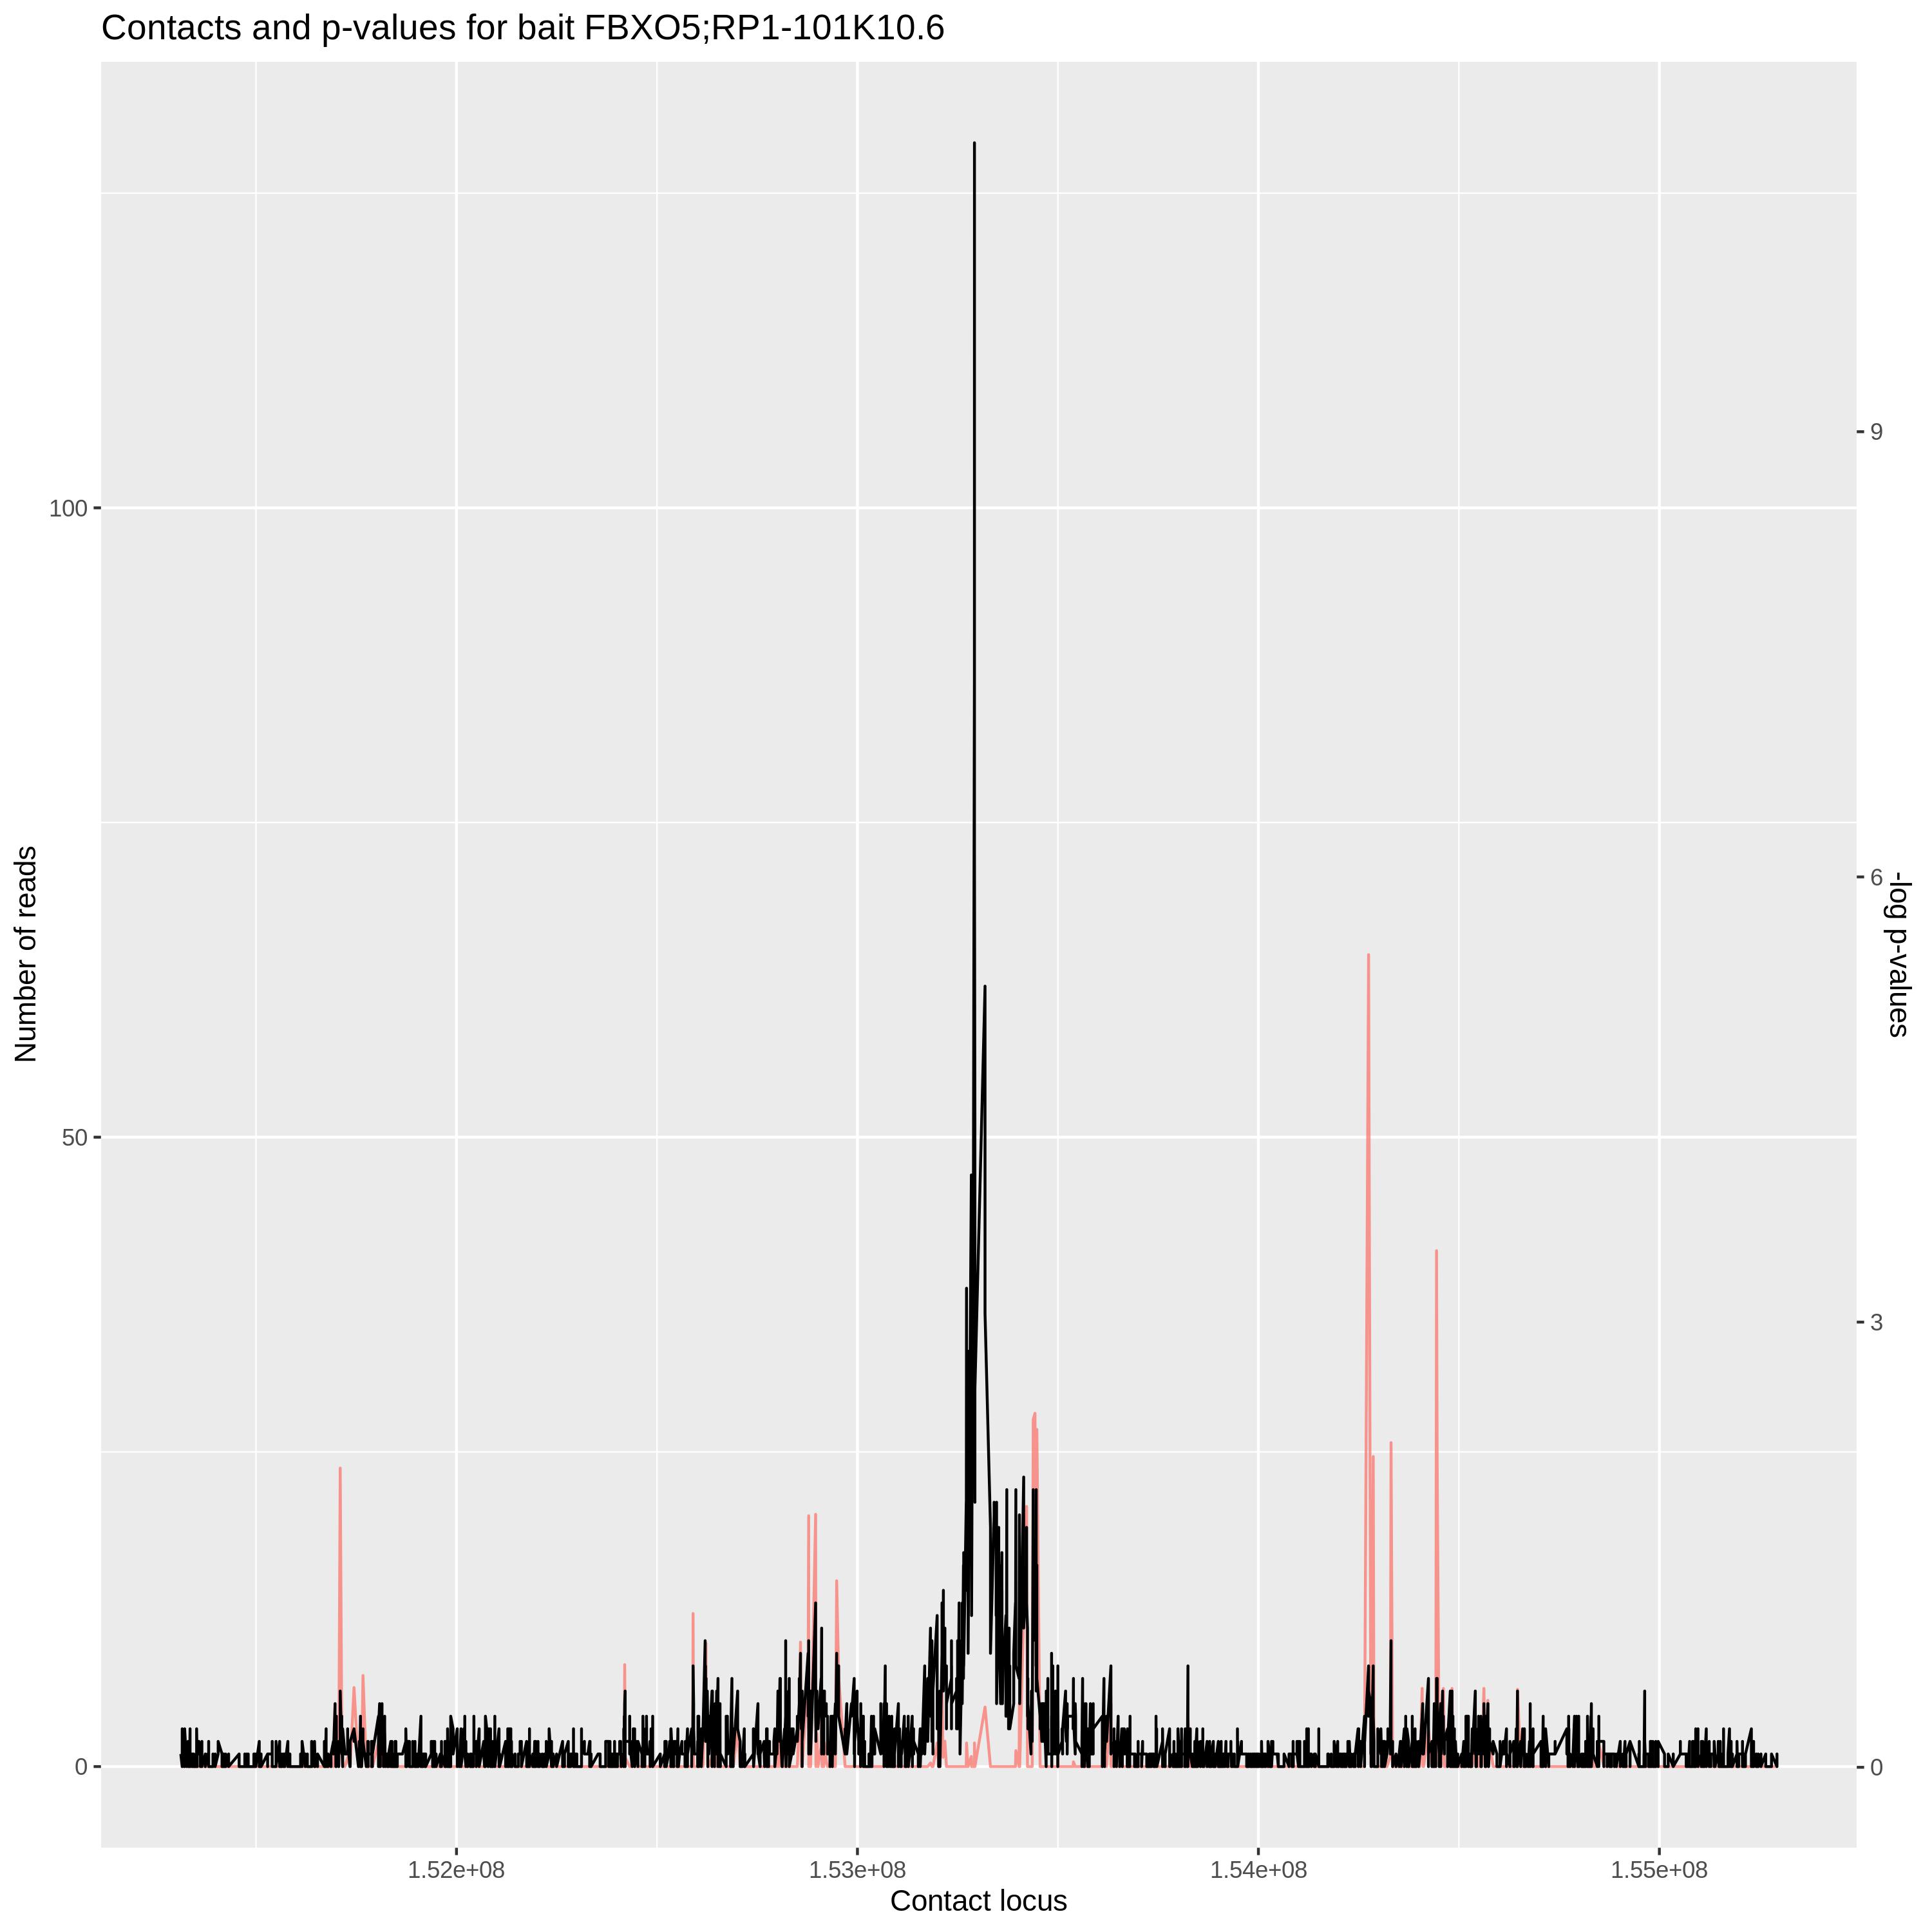 Contacts and p-values for bait FBXO5;RP1-101K10.6
Number of reads
100
50
0
9
6
3
0
-log p-values
1.52e+08
1.53e+08
1.54e+08
1.55e+08
Contact locus